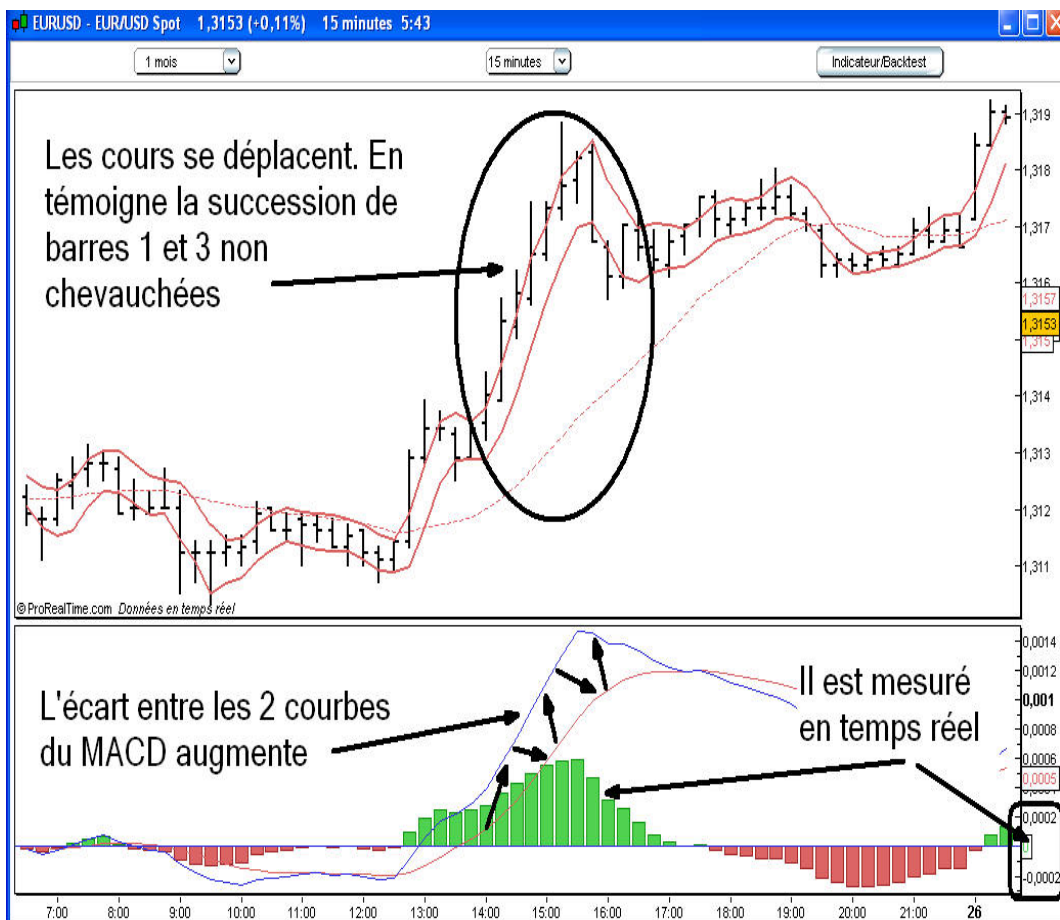 EURUSD - EUR/USD Spot 1,3153 (+0,11%) 15 minutes 5:43
1 mois 15 minutes Indicateur/Backtest
Les cours se déplacent. En
témoigne la succession de
barres 1 et 3 non
chevauchées
1,319
1,318
1,317
1,316
1,3157
1,3153
1,315
1,314
1,313
1,312
1,311
© ProRealTime.com Données en temps réel
L'écart entre les 2 courbes
du MACD augmente
Il est mesuré
en temps réel
0,0014
0,0012
0,001
0,0008
0,0006
0,0005
0,0002
-0,0002
7:00 8:00 9:00 10:00 11:00 12:00 13:00 14:00 15:00 16:00 17:00 18:00 19:00 20:00 21:00 22:00 23:00 26